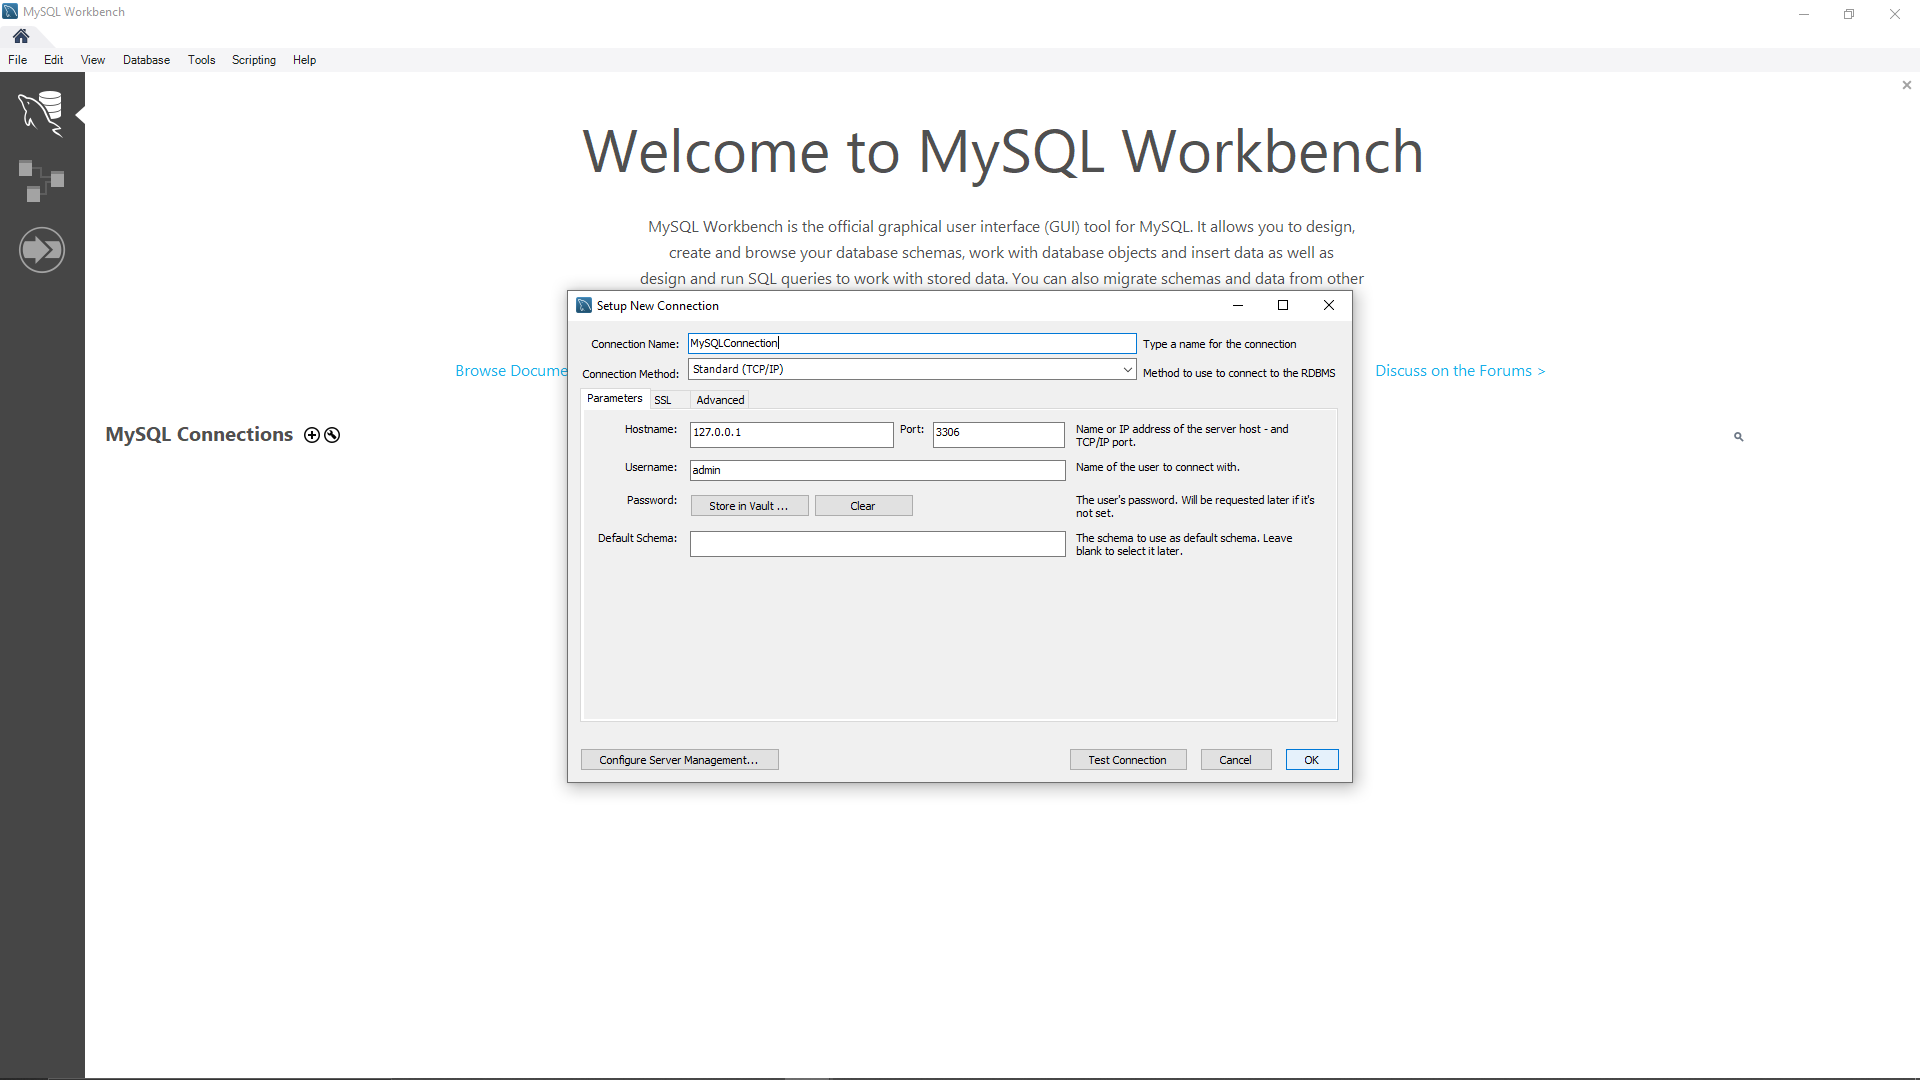 MySQL Workbench
File Edit View Database Tools Scripting Help
Welcome to MySQL Workbench
MySQL Workbench is the official graphical user interface (GUI) tool for MySQL. It allows you to design,
create and browse your database schemas, work with database objects and insert data as well as
design and run SQL queries to work with stored data. You can also migrate schemas and data from other
Browse Docume
Discuss on the Forums >
MySQL Connections
Setup New Connection
Connection Name: MySQLConnection Type a name for the connection
Connection Method: Standard (TCP/IP) Method to use to connect to the RDBMS
Parameters SSL Advanced
Hostname: 127.0.0.1 Port: 3306 Name or IP address of the server host - and
TCP/IP port.
Username: admin Name of the user to connect with.
Password: Store in Vault ... Clear The user's password. Will be requested later if it's
not set.
Default Schema: The schema to use as default schema. Leave
blank to select it later.
Configure Server Management... Test Connection Cancel OK